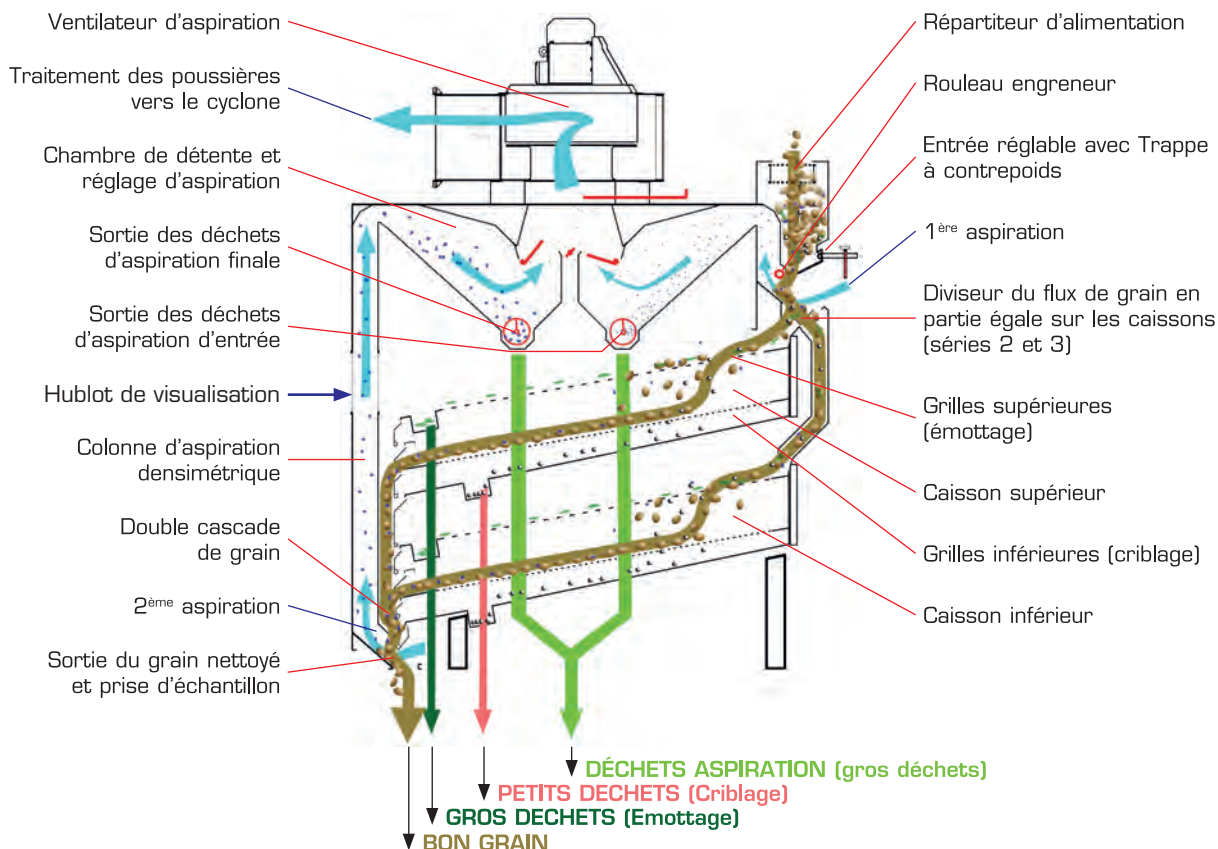 Ventilateur d'aspiration
Traitement des poussières
vers le cyclone
Chambre de détente et
réglage d'aspiration
Sortie des déchets
d'aspiration finale
Sortie des déchets
d'aspiration d'entrée
Hublot de visualisation
Colonne d'aspiration
densimétrique
Double cascade
de grain
2ème aspiration
Sortie du grain nettoyé
et prise d'échantillon
Répartiteur d'alimentation
Rouleau engreneur
Entrée réglable avec Trappe
à contrepoids
1ère aspiration
Diviseur du flux de grain en
partie égale sur les caissons
(séries 2 et 3)
Grilles supérieures
(émottage)
Caisson supérieur
Grilles inférieures (criblage)
Caisson inférieur
DÉCHETS ASPIRATION (gros déchets)
PETITS DECHETS (Criblage)
GROS DECHETS (Emottage)
BON GRAIN